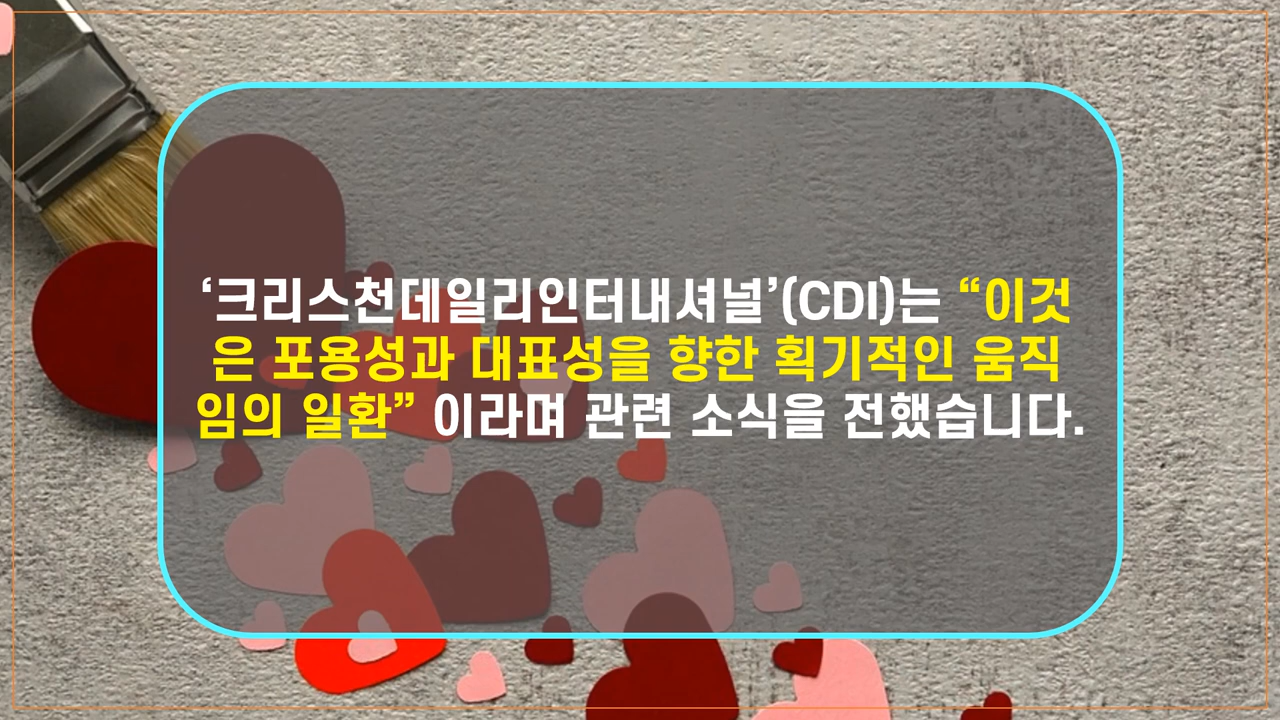 ‘크리스천데일리인터내셔널’(CDI)는 “이것
은 포용성과 대표성을 향한 획기적인 움직
임의 일환” 이라며 관련 소식을 전했습니다.